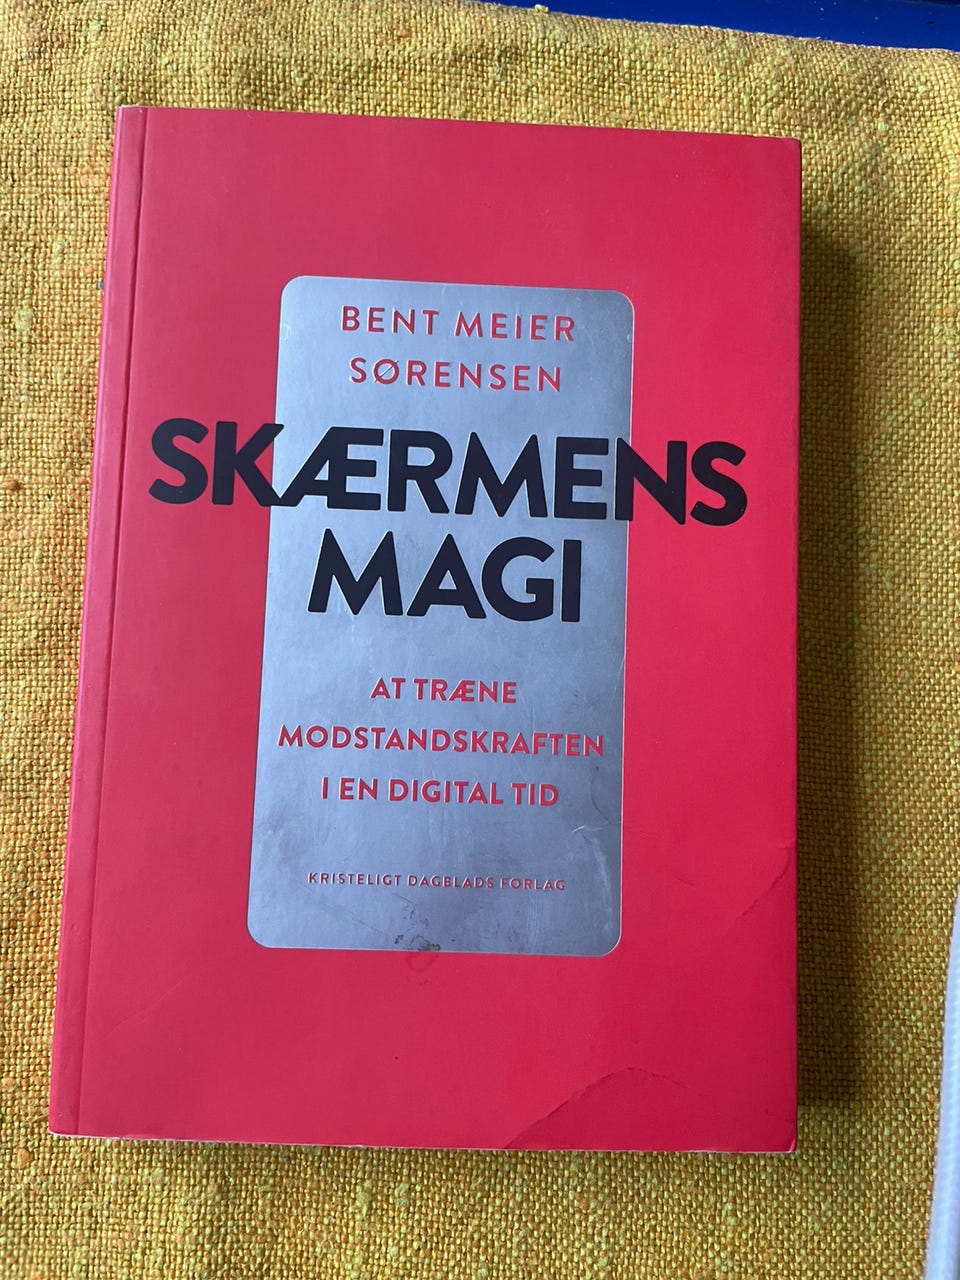 BENT MEIER
SØRENSEN
SKÆRMENS
MAGI
AT TRÆNE
MODSTANDSKRAFTEN
I EN DIGITAL TID
KRISTELIGT DAGBLADS FORLAG